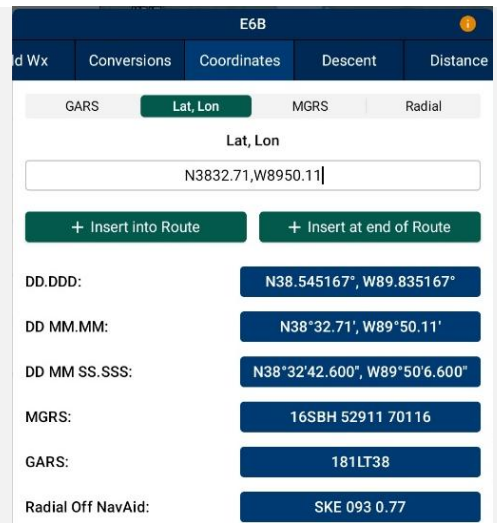 E6B
ld Wx Conversions Coordinates Descent Distance
GARS Lat, Lon MGRS Radial
Lat, Lon
N3832.71,W8950.11
+ Insert into Route + Insert at end of Route
DD.DDD: N38.545167°, W89.835167°
DD MM.MM: N38°32.71', W89°50.11'
DD MM SS.SSS: N38°32'42.600", W89°50'6.600"
MGRS: 16SBH 52911 70116
GARS: 181LT38
Radial Off NavAid: SKE 093 0.77